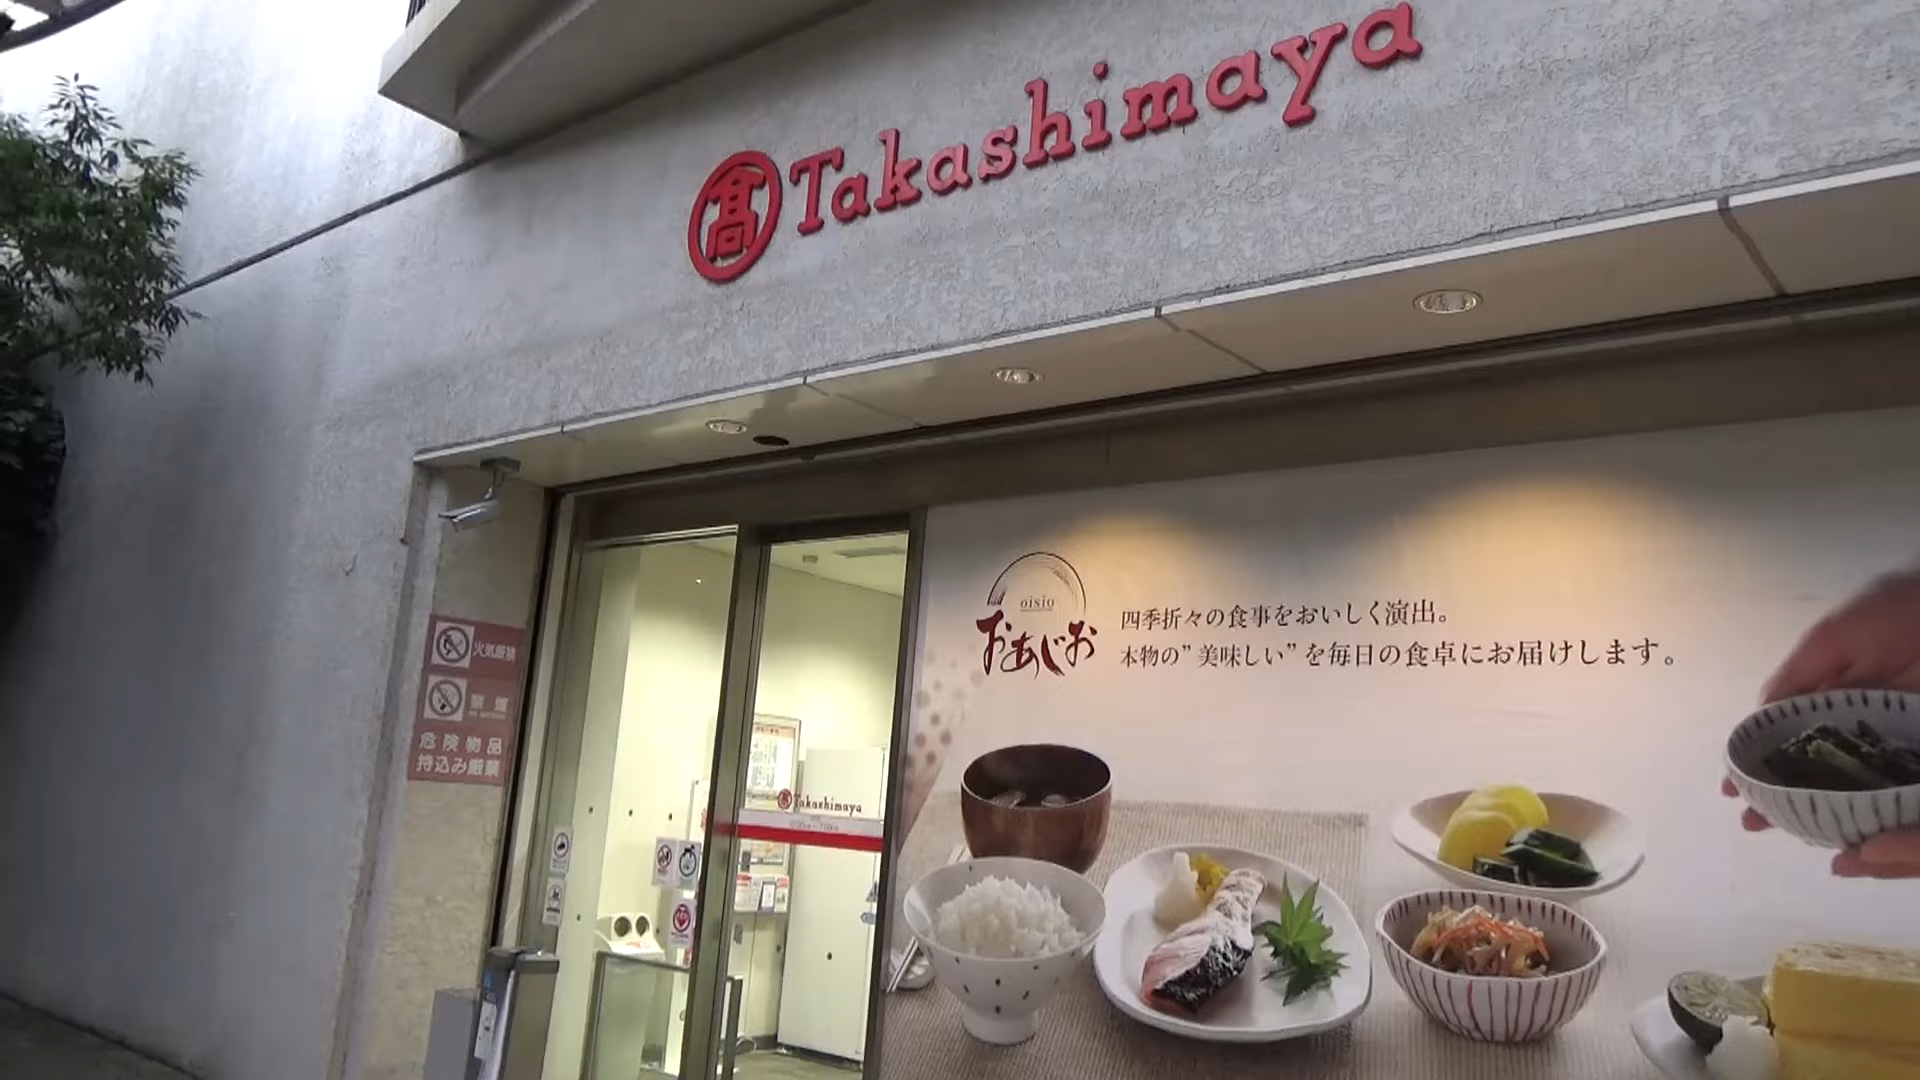 髙 Takashimaya
oisio
おあじお
四季折々の食事をおいしく演出。
本物の”美味しい”を毎日の食卓にお届けします。
火気厳禁
禁煙
危険物品
持込み厳禁
髙 Takashimaya